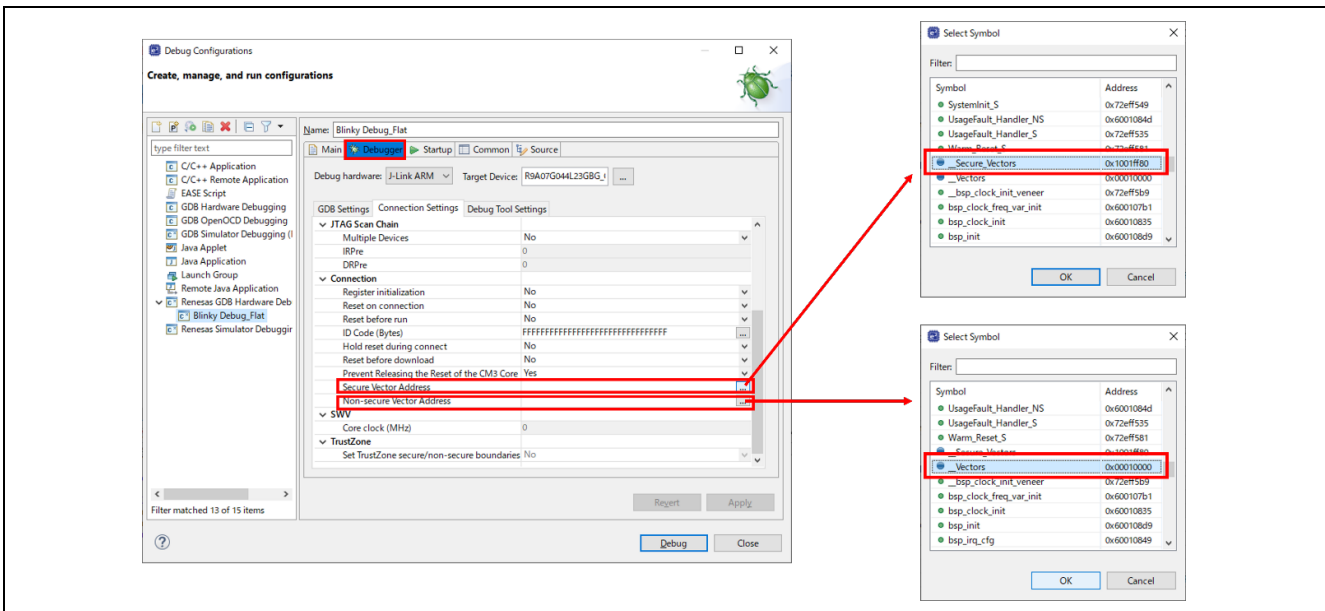 Debug Configurations
Create, manage, and run configurations
type filter text
C/C++ Application
C/C++ Remote Application
EASE Script
GDB Hardware Debugging
GDB OpenOCD Debugging
GDB Simulator Debugging (
Java Applet
Java Application
Launch Group
Remote Java Application
Renesas GDB Hardware Deb
Blinky Debug_Flat
Renesas Simulator Debuggir
Filter matched 13 of 15 items
Name: Blinky Debug_Flat
Main Debugger Startup Common Source
Debug hardware: J-Link ARM Target Device: R9A07G044L23GBG_ ...
GDB Settings Connection Settings Debug Tool Settings
JTAG Scan Chain
Multiple Devices No
IRPre 0
DRPre 0
Connection
Register initialization No
Reset on connection No
Reset before run No
ID Code (Bytes) FFFFFFFFFFFFFFFFFFFFFFFFFFFFFFFF ...
Hold reset during connect No
Reset before download No
Prevent Releasing the Reset of the CM3 Core Yes
Secure Vector Address ...
Non-secure Vector Address ...
SWV
Core clock (MHz) 0
TrustZone
Set TrustZone secure/non-secure boundaries No
Revert Apply
Debug Close
Select Symbol
Filter:
Symbol Address
SystemInit_S 0x72eff549
UsageFault_Handler_NS 0x6001084d
UsageFault_Handler_S 0x72eff535
Warm_Reset_S 0x72eff581
__Secure_Vectors 0x1001ff80
__Vectors 0x00010000
__bsp_clock_init_veneer 0x72eff5b9
bsp_clock_freq_var_init 0x600107b1
bsp_clock_init 0x60010835
bsp_init 0x600108d9
OK Cancel
Select Symbol
Filter:
Symbol Address
UsageFault_Handler_NS 0x6001084d
UsageFault_Handler_S 0x72eff535
Warm_Reset_S 0x72eff581
__Secure_Vectors 0x1001ff80
__Vectors 0x00010000
__bsp_clock_init_veneer 0x72eff5b9
bsp_clock_freq_var_init 0x600107b1
bsp_clock_init 0x60010835
bsp_init 0x600108d9
bsp_irq_cfg 0x60010849
OK Cancel